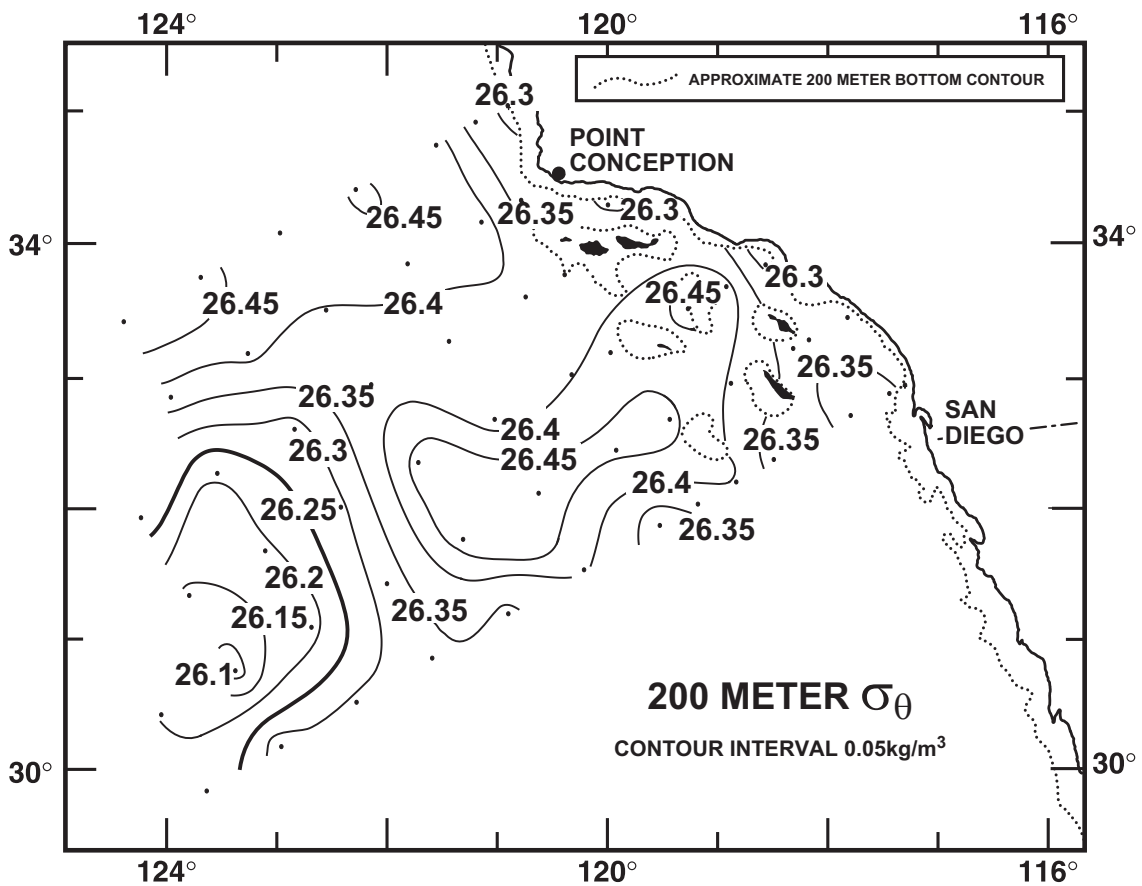 124° 120° 116°
APPROXIMATE 200 METER BOTTOM CONTOUR
26.3
POINT
CONCEPTION
26.45 26.35 26.3
34° 34°
26.3
26.45 26.4 26.45
26.35 26.35
26.4 SAN
DIEGO
26.3 26.45 26.35
26.4
26.25 26.35
26.2
26.15 26.35
26.1
200 METER σθ
CONTOUR INTERVAL 0.05kg/m³
30° 30°
124° 120° 116°